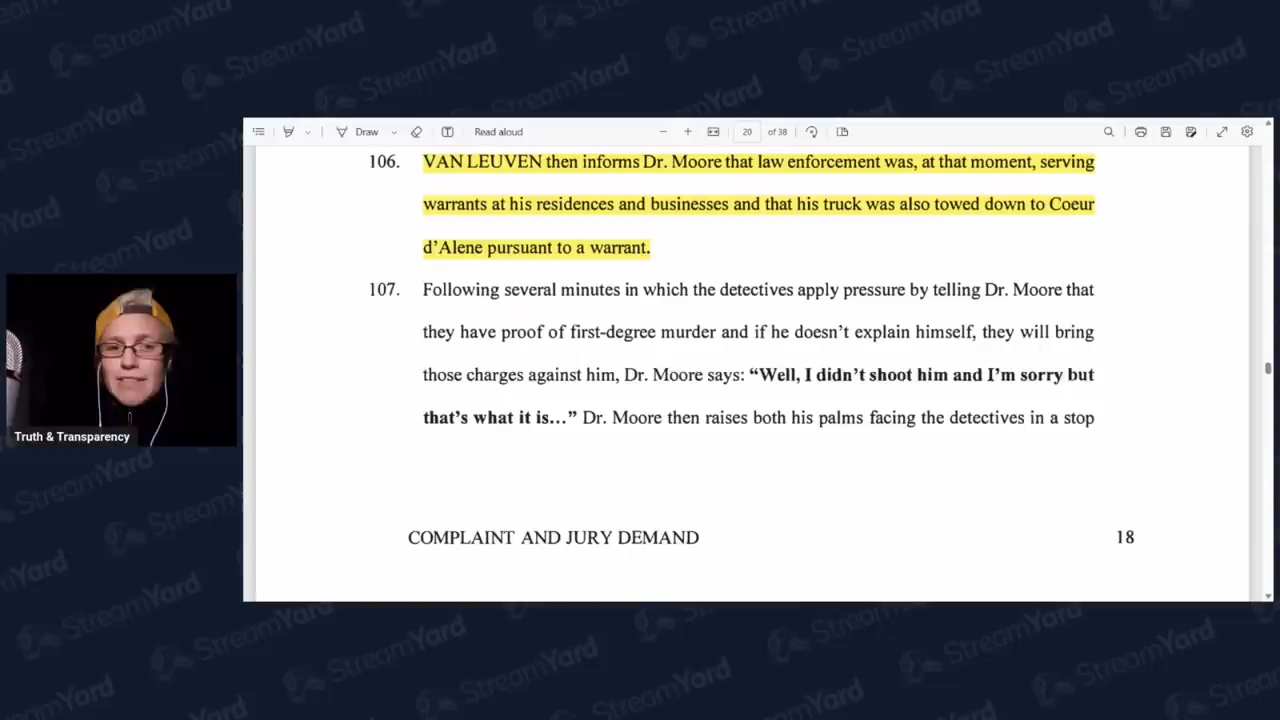 StreamYard
Draw
Read aloud
20 of 38
106. VAN LEUVEN then informs Dr. Moore that law enforcement was, at that moment, serving
warrants at his residences and businesses and that his truck was also towed down to Coeur
d’Alene pursuant to a warrant.
107. Following several minutes in which the detectives apply pressure by telling Dr. Moore that
they have proof of first-degree murder and if he doesn’t explain himself, they will bring
those charges against him, Dr. Moore says: “Well, I didn’t shoot him and I’m sorry but
that’s what it is...” Dr. Moore then raises both his palms facing the detectives in a stop
COMPLAINT AND JURY DEMAND 18
Truth & Transparency